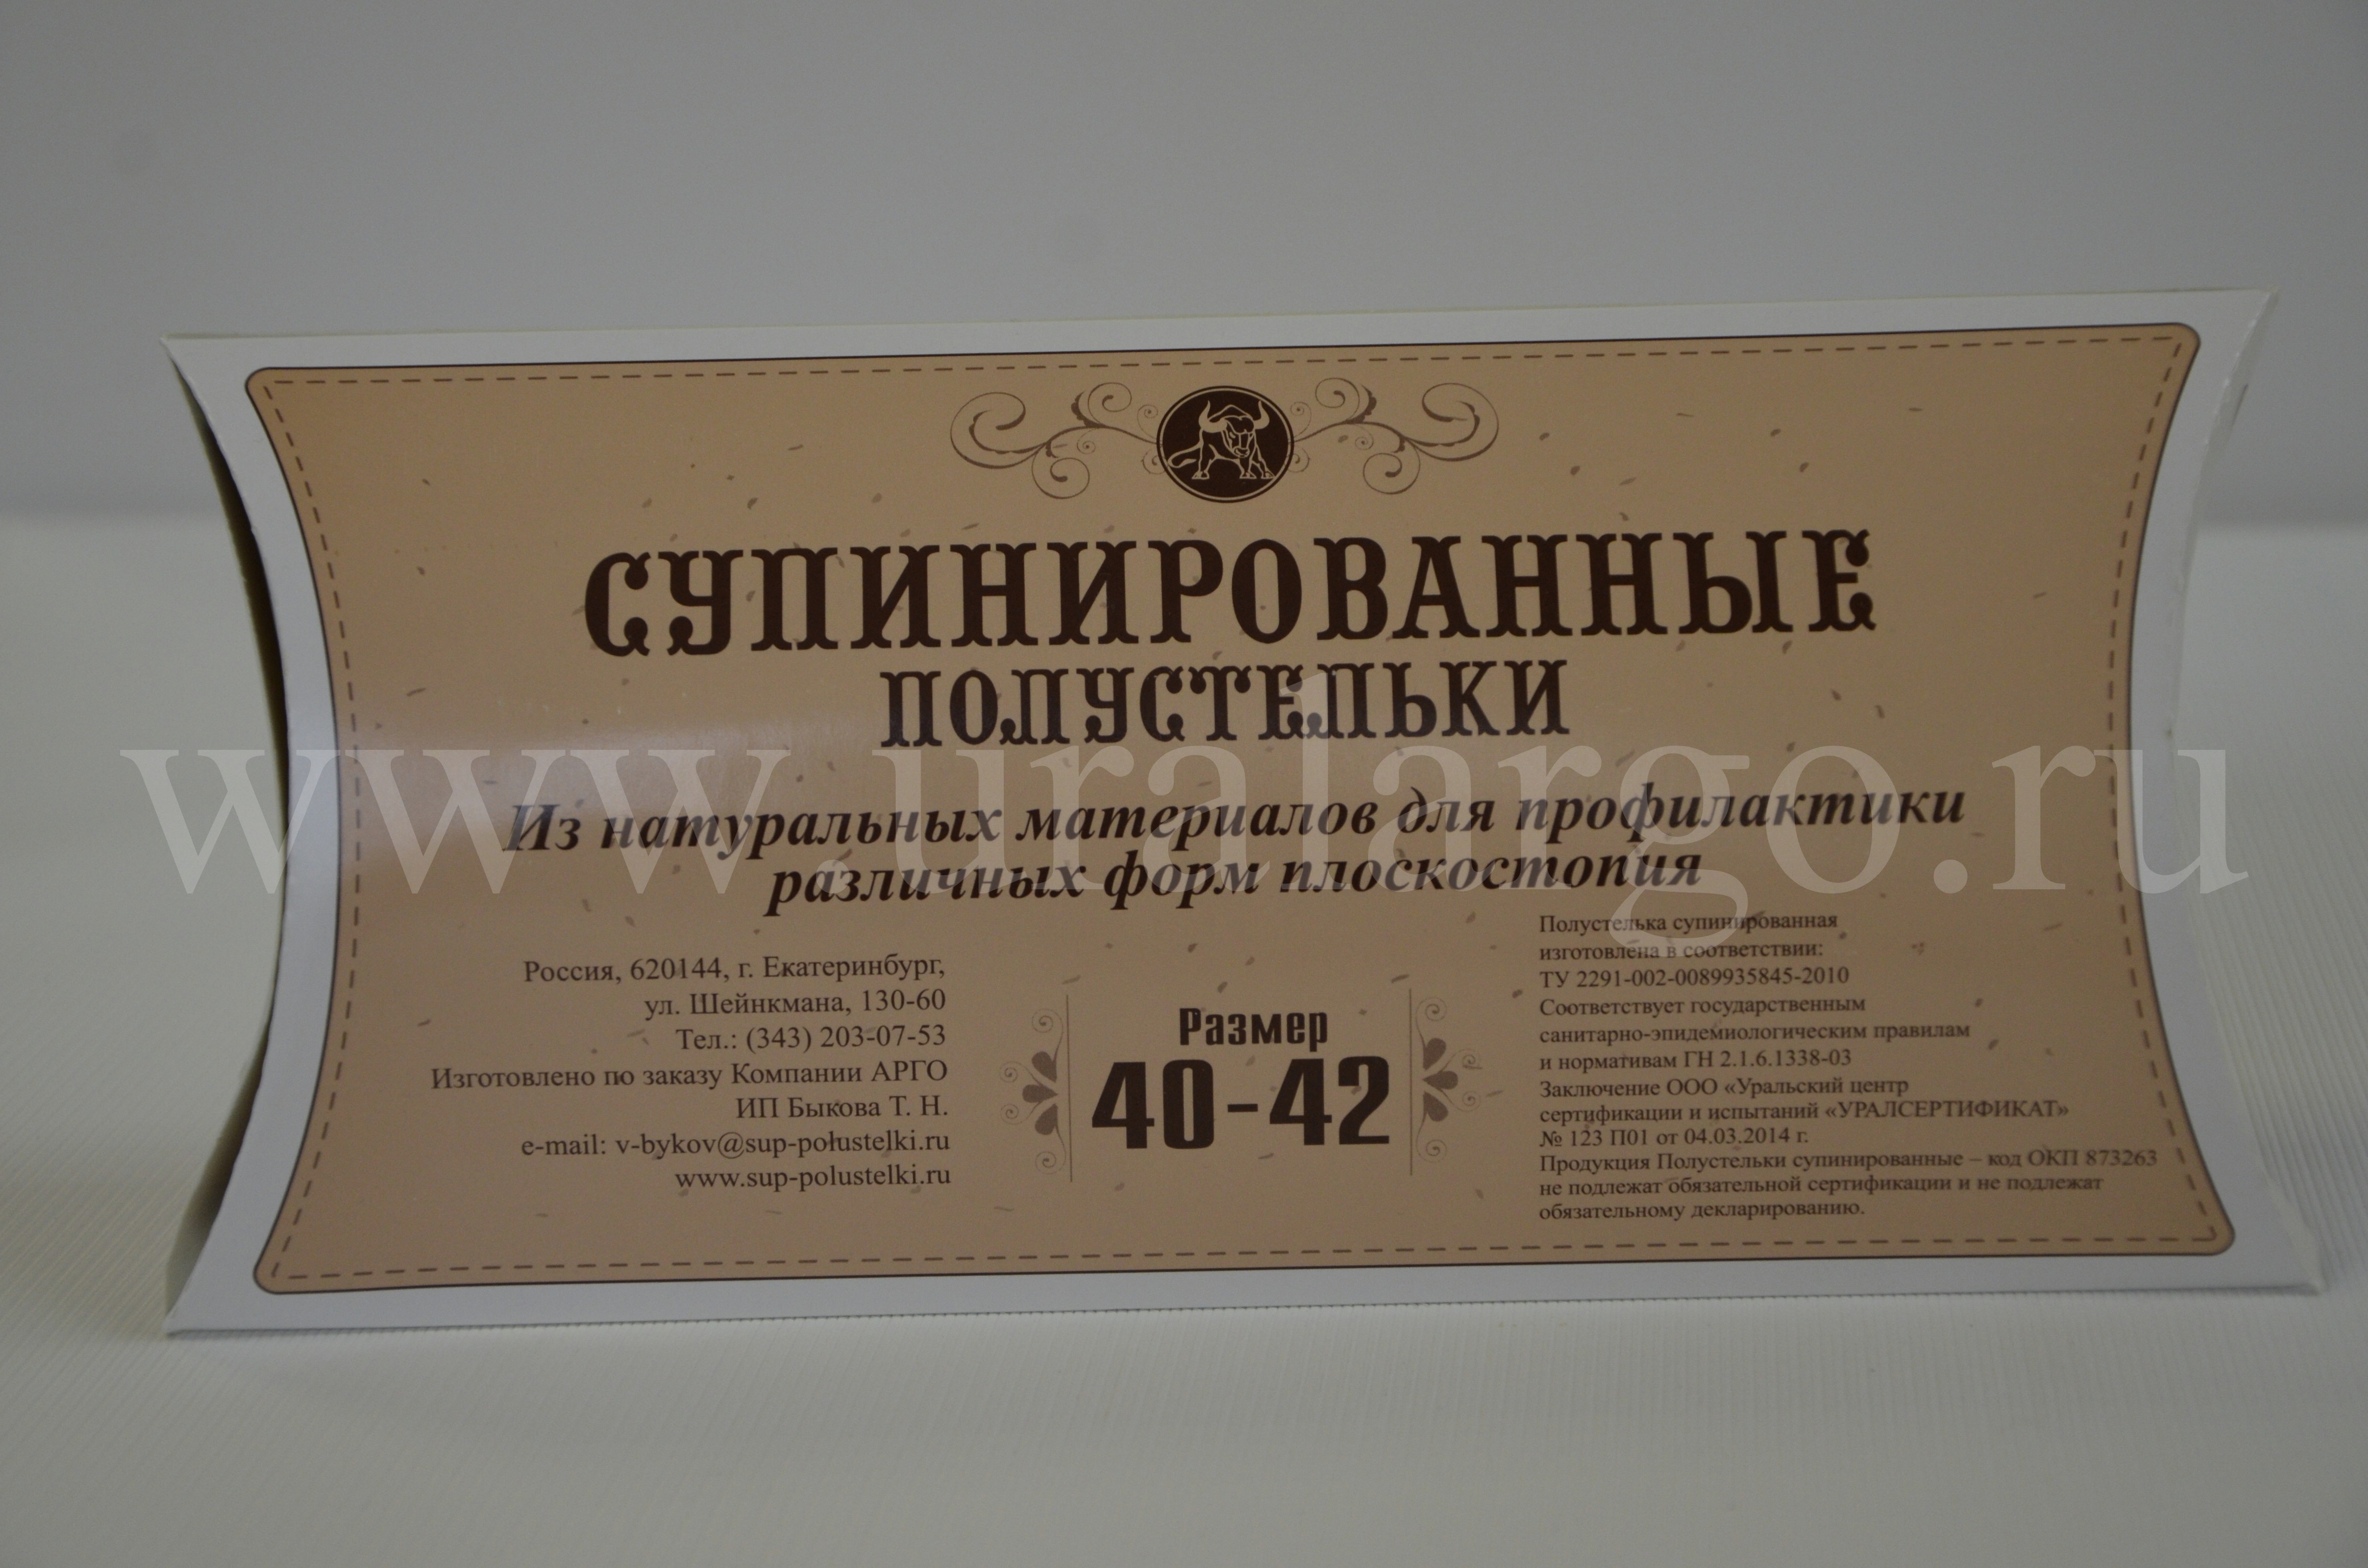 СУПИНИРОВАННЫЕ
ПОЛУСТЕЛЬКИ
www.uralargo.ru
Из натуральных материалов для профилактики
различных форм плоскостопия
Россия, 620144, г. Екатеринбург,
ул. Шейнкмана, 130-60
Тел.: (343) 203-07-53
Изготовлено по заказу Компании АРГО
ИП Быкова Т. Н.
e-mail: v-bykov@sup-polustelki.ru
www.sup-polustelki.ru
Размер
40-42
Полустелька супинированная
изготовлена в соответствии:
ТУ 2291-002-0089935845-2010
Соответствует государственным
санитарно-эпидемиологическим правилам
и нормативам ГН 2.1.6.1338-03
Заключение ООО «Уральский центр
сертификации и испытаний «УРАЛСЕРТИФИКАТ»
№ 123 П01 от 04.03.2014 г.
Продукция Полустельки супинированные – код ОКП 873263
не подлежат обязательной сертификации и не подлежат
обязательному декларированию.